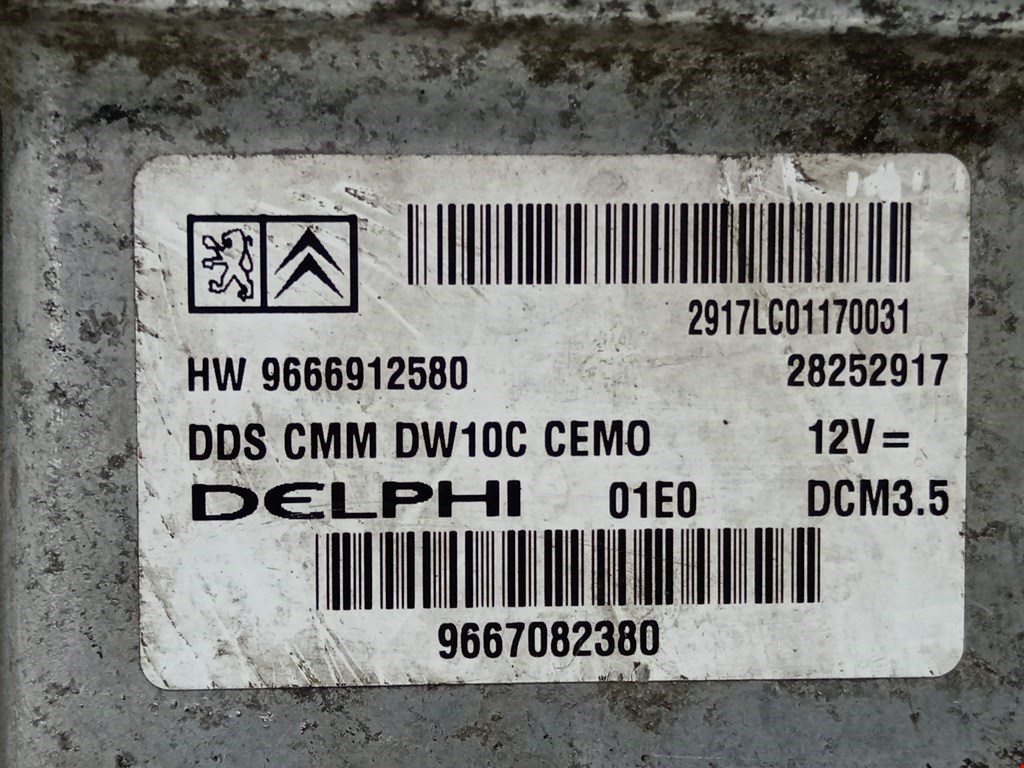 2917LC01170031
HW 9666912580 28252917
DDS CMM DW10C CEMO 12V=
DELPHI 01E0 DCM3.5
9667082380